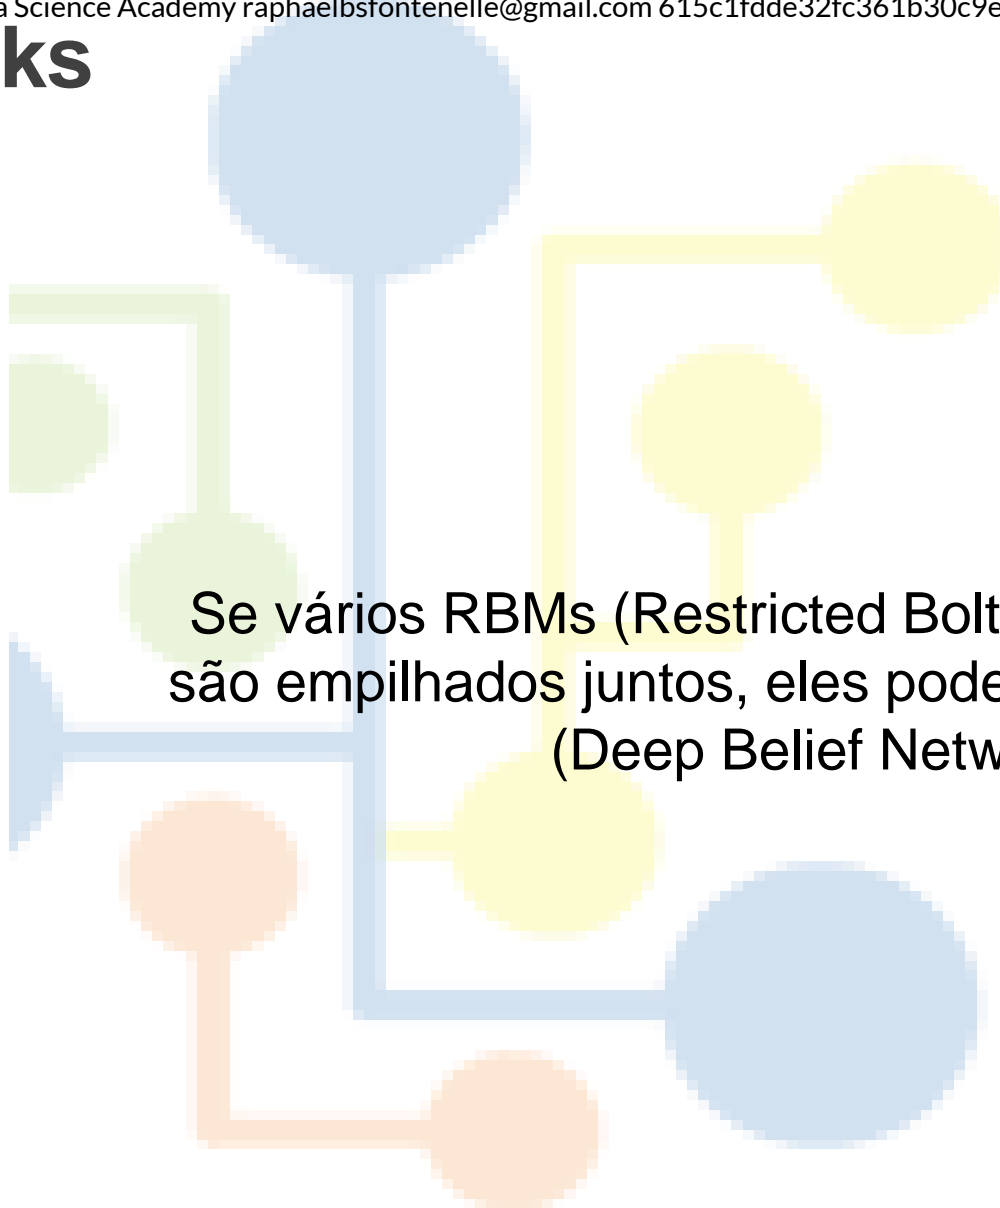 a Science Academy raphaelbsfontenelle@gmail.com 615c1fdde32fc361b30c9e
ks
Se vários RBMs (Restricted Bolt
são empilhados juntos, eles pode
(Deep Belief Netw